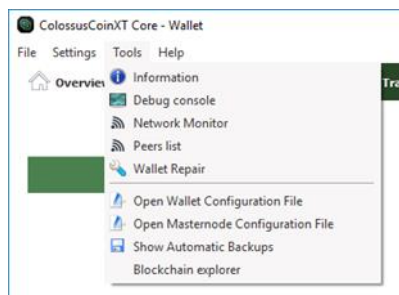 ColossusCoinXT Core - Wallet
File Settings Tools Help
Information
Debug console
Network Monitor
Peers list
Wallet Repair
Open Wallet Configuration File
Open Masternode Configuration File
Show Automatic Backups
Blockchain explorer